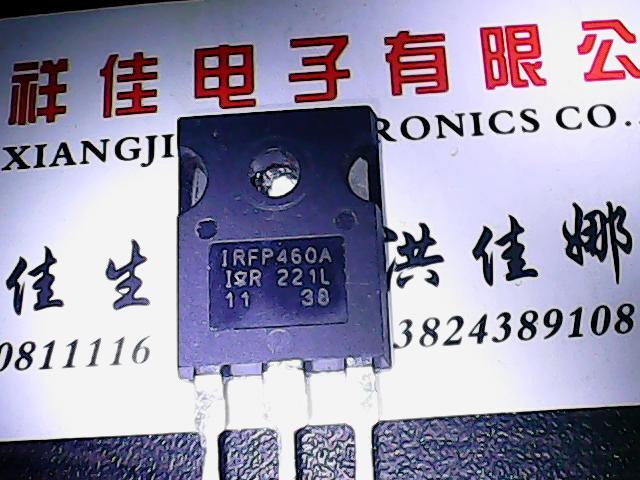 祥佳电子有限公
XIANGJI RONICS CO.
佳生 洪佳娜
0811116 3824389108
IRFP460A
IOR 221L
11 38